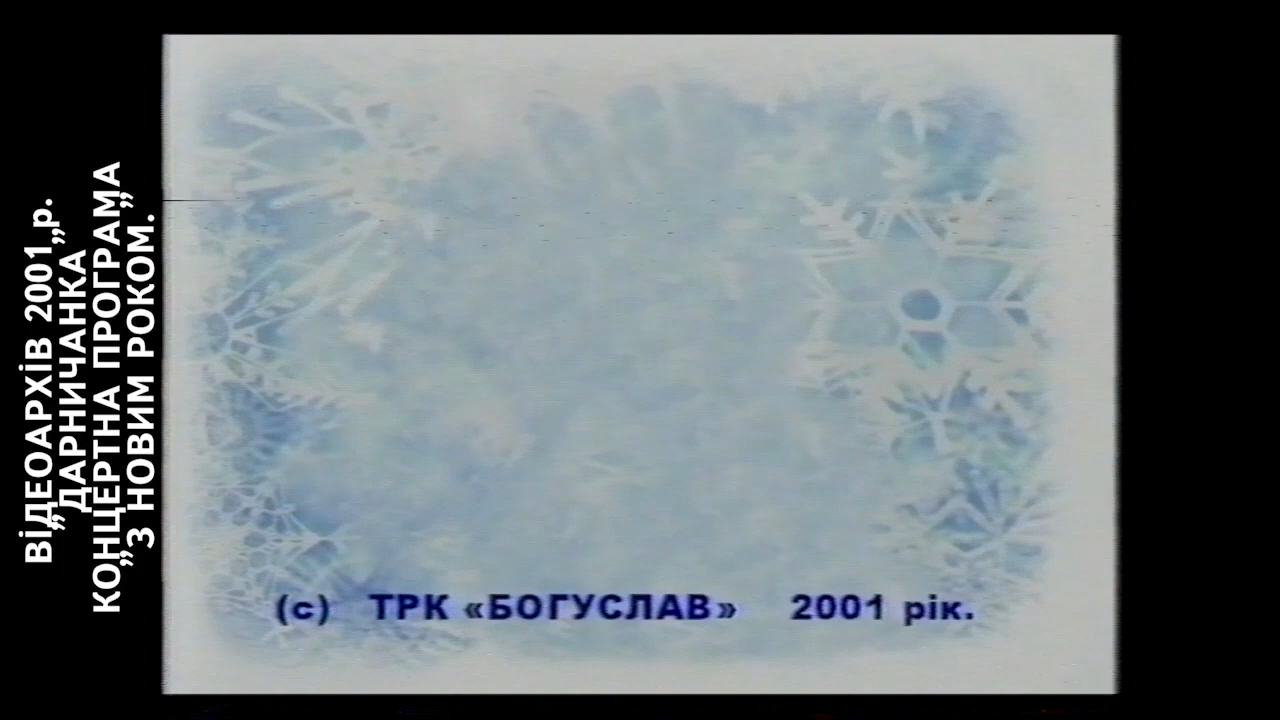 ВІДЕОАРХІВ 2001 р.
„ДАРНИЧАНКА„
КОНЦЕРТНА ПРОГРАМА
„З НОВИМ РОКОМ.„
(с) ТРК «БОГУСЛАВ» 2001 рік.